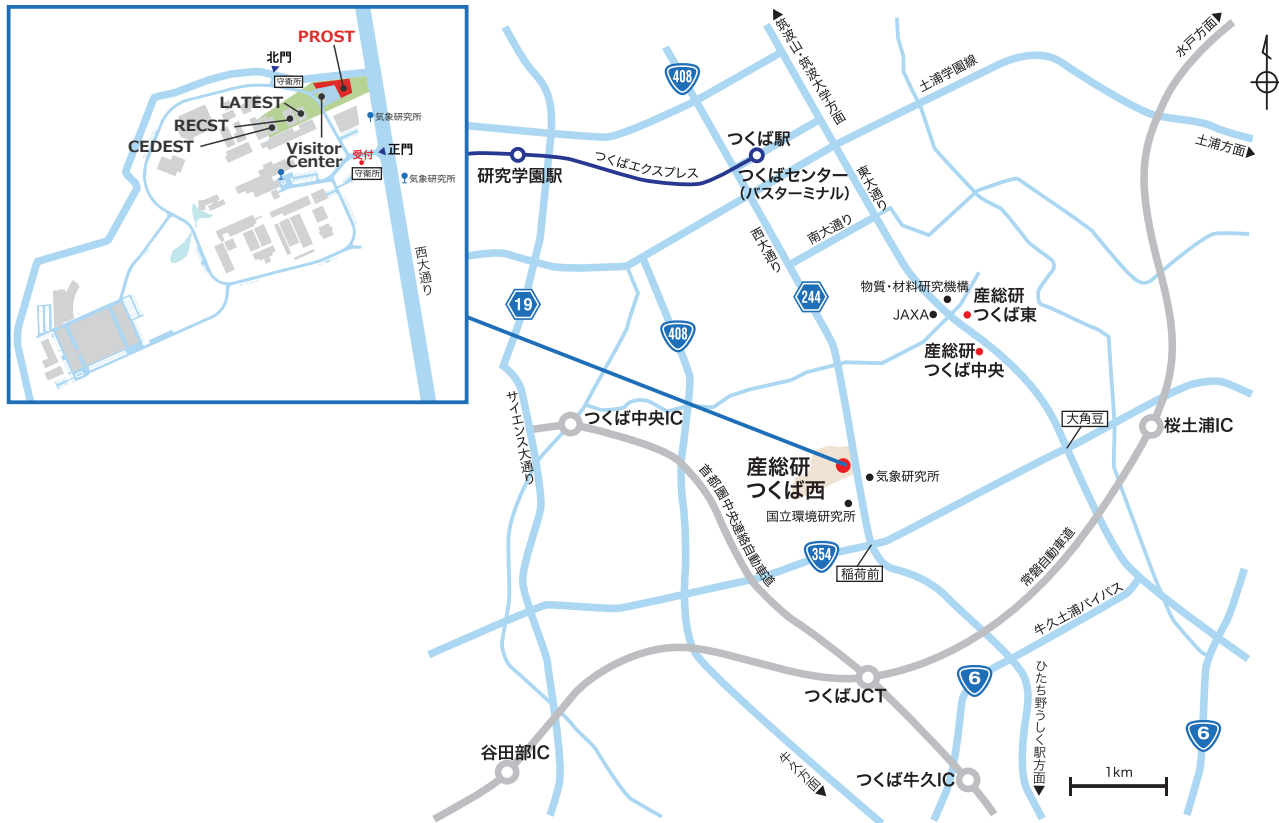 PROST
北門
守衛所
LATEST
RECST
CEDEST
Visitor
Center
気象研究所
受付
正門
守衛所
気象研究所
西大通り
筑波山・筑波大学方面
水戸方面
408
土浦学園線
土浦方面
つくば駅
つくばエクスプレス
研究学園駅
つくばセンター
(バスターミナル)
東大通り
南大通り
西大通り
物質・材料研究機構
JAXA
産総研
つくば東
産総研
つくば中央
19
244
408
サイエンス大通り
つくば中央IC
大角豆
桜土浦IC
産総研
つくば西
気象研究所
国立環境研究所
首都圏中央連絡自動車道
354
稲荷前
常磐自動車道
牛久土浦バイパス
つくばJCT
6
ひたち野うしく駅方面
6
谷田部IC
牛久方面
つくば牛久IC
1km